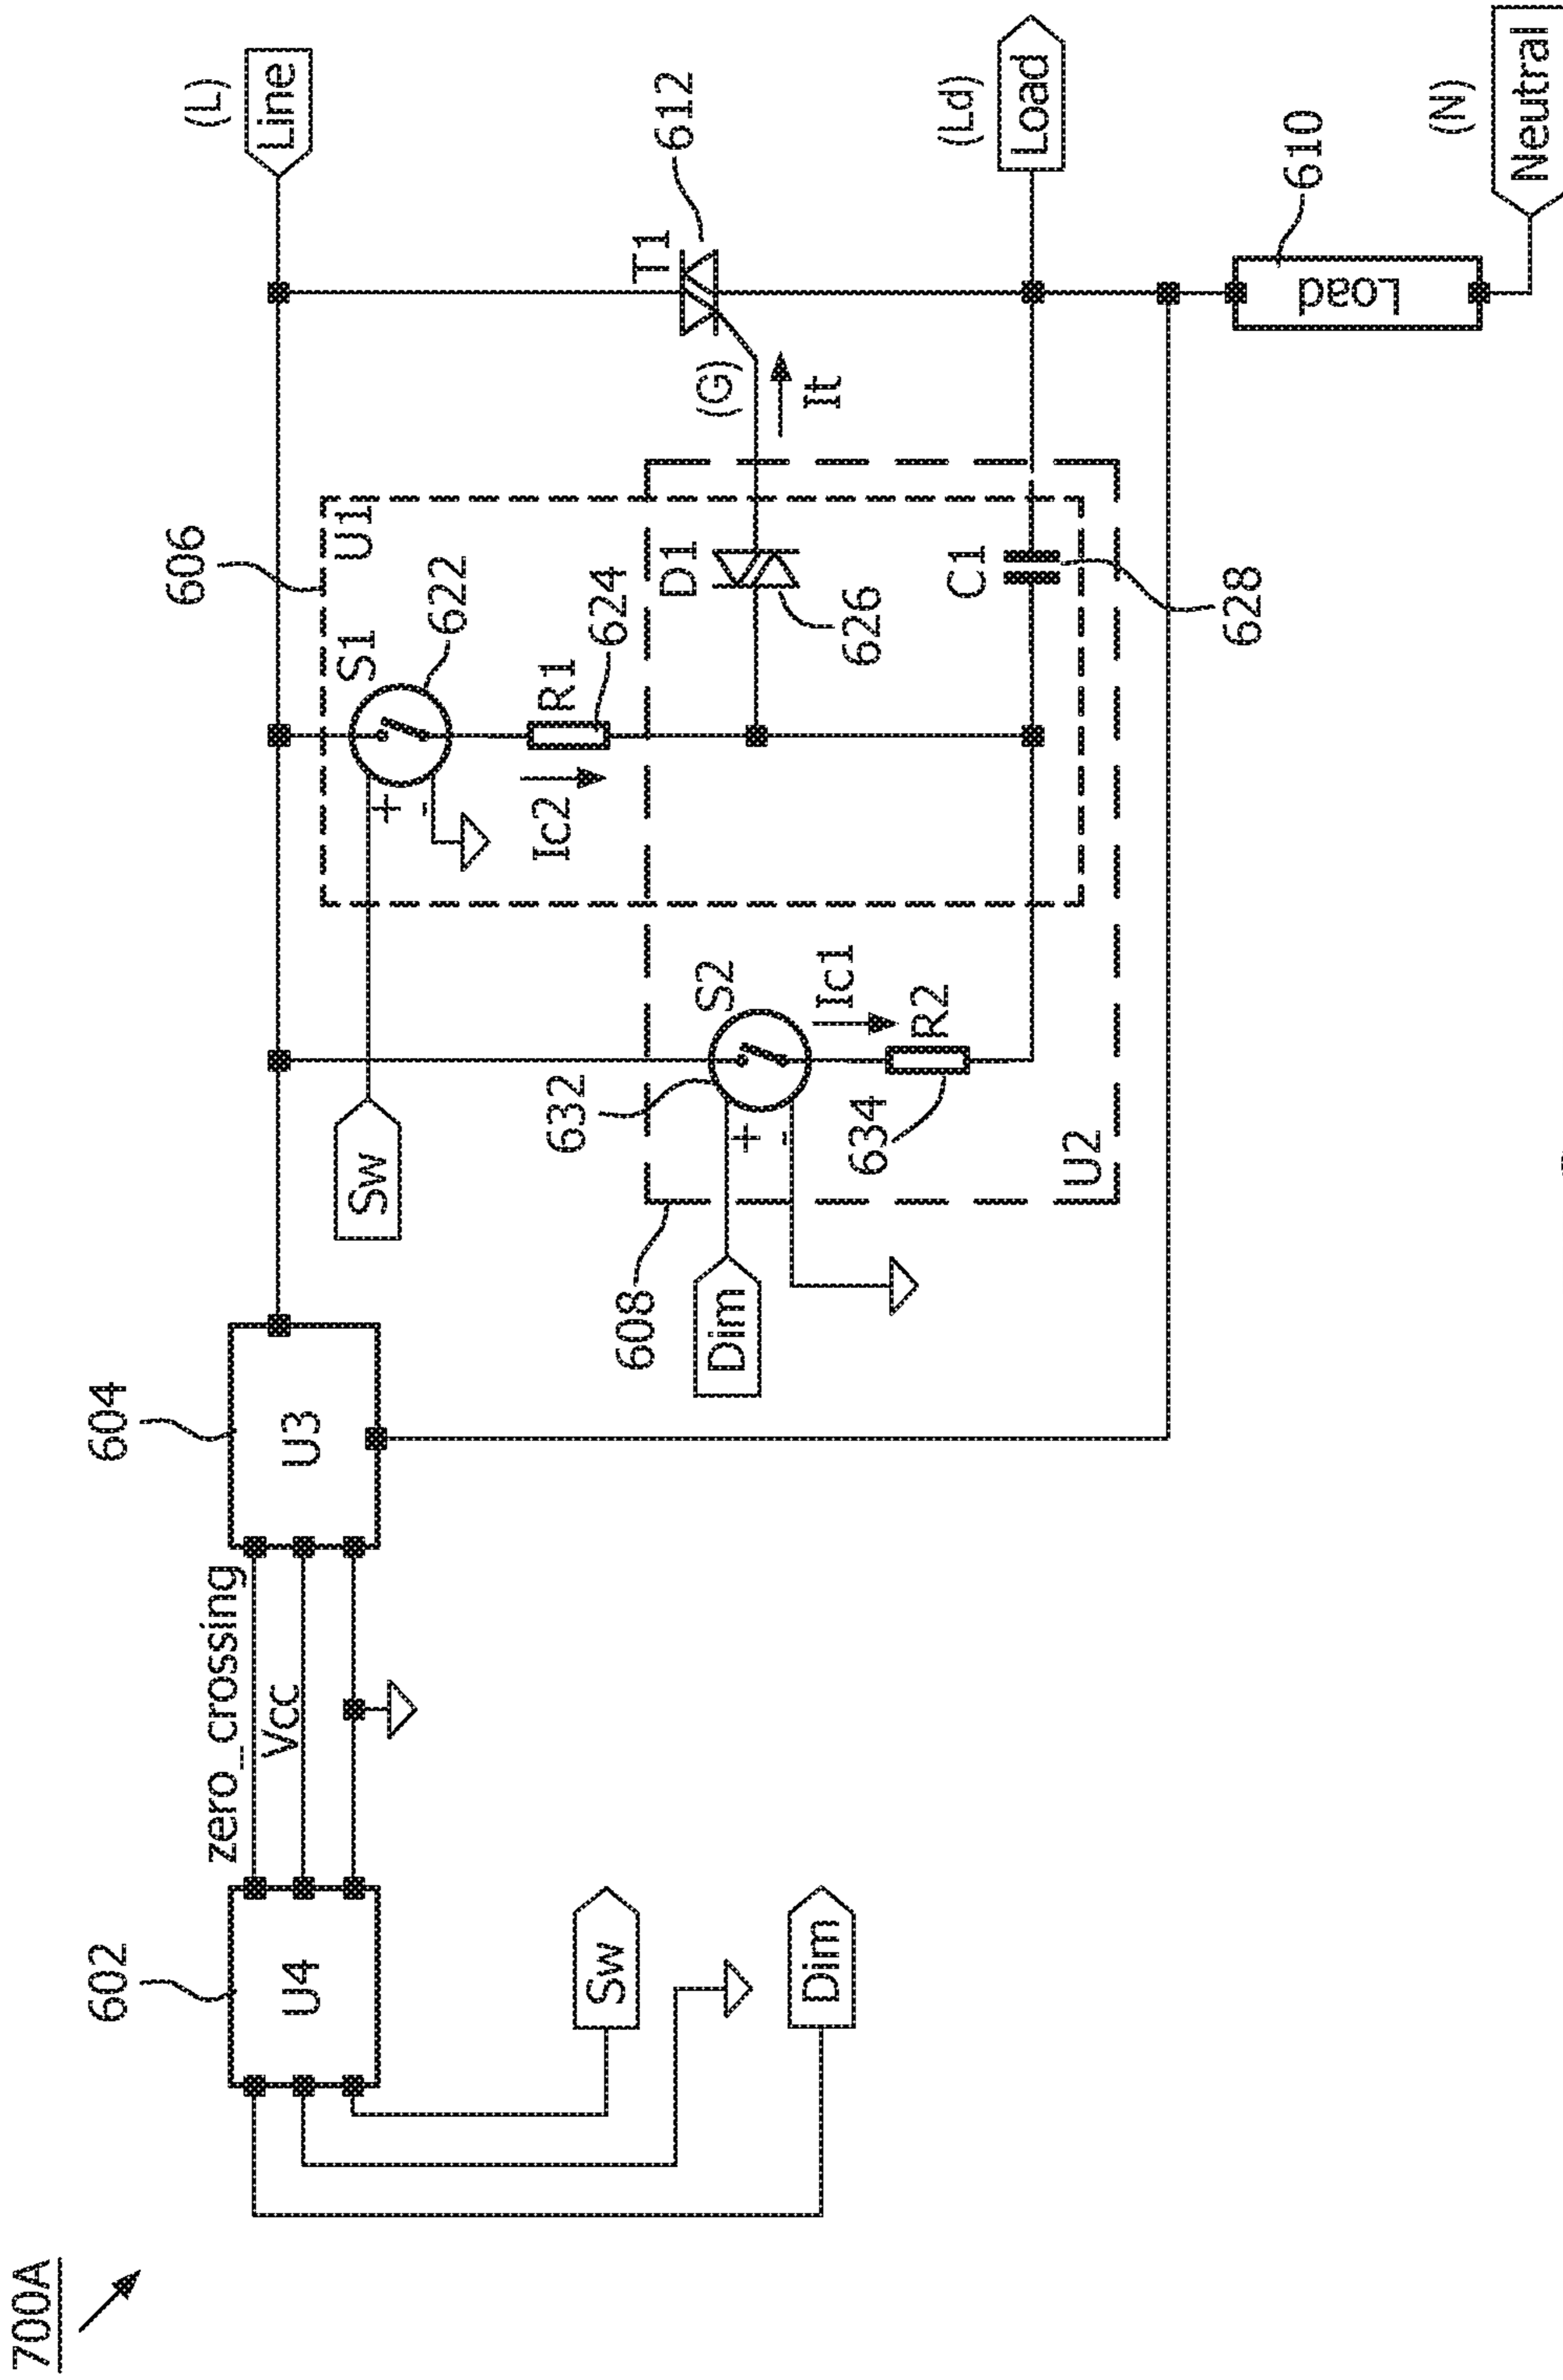 700A
602
U4
zero_crossing
Vcc
604
U3
Sw
Dim
606
U1
S1
622
+
-
Ic2
R1
624
Sw
(L)
Line
T1
612
(G)
It
D1
626
608
Dim
632
S2
+
-
Ic1
R2
634
U2
C1
628
(Ld)
Load
610
Load
(N)
Neutral